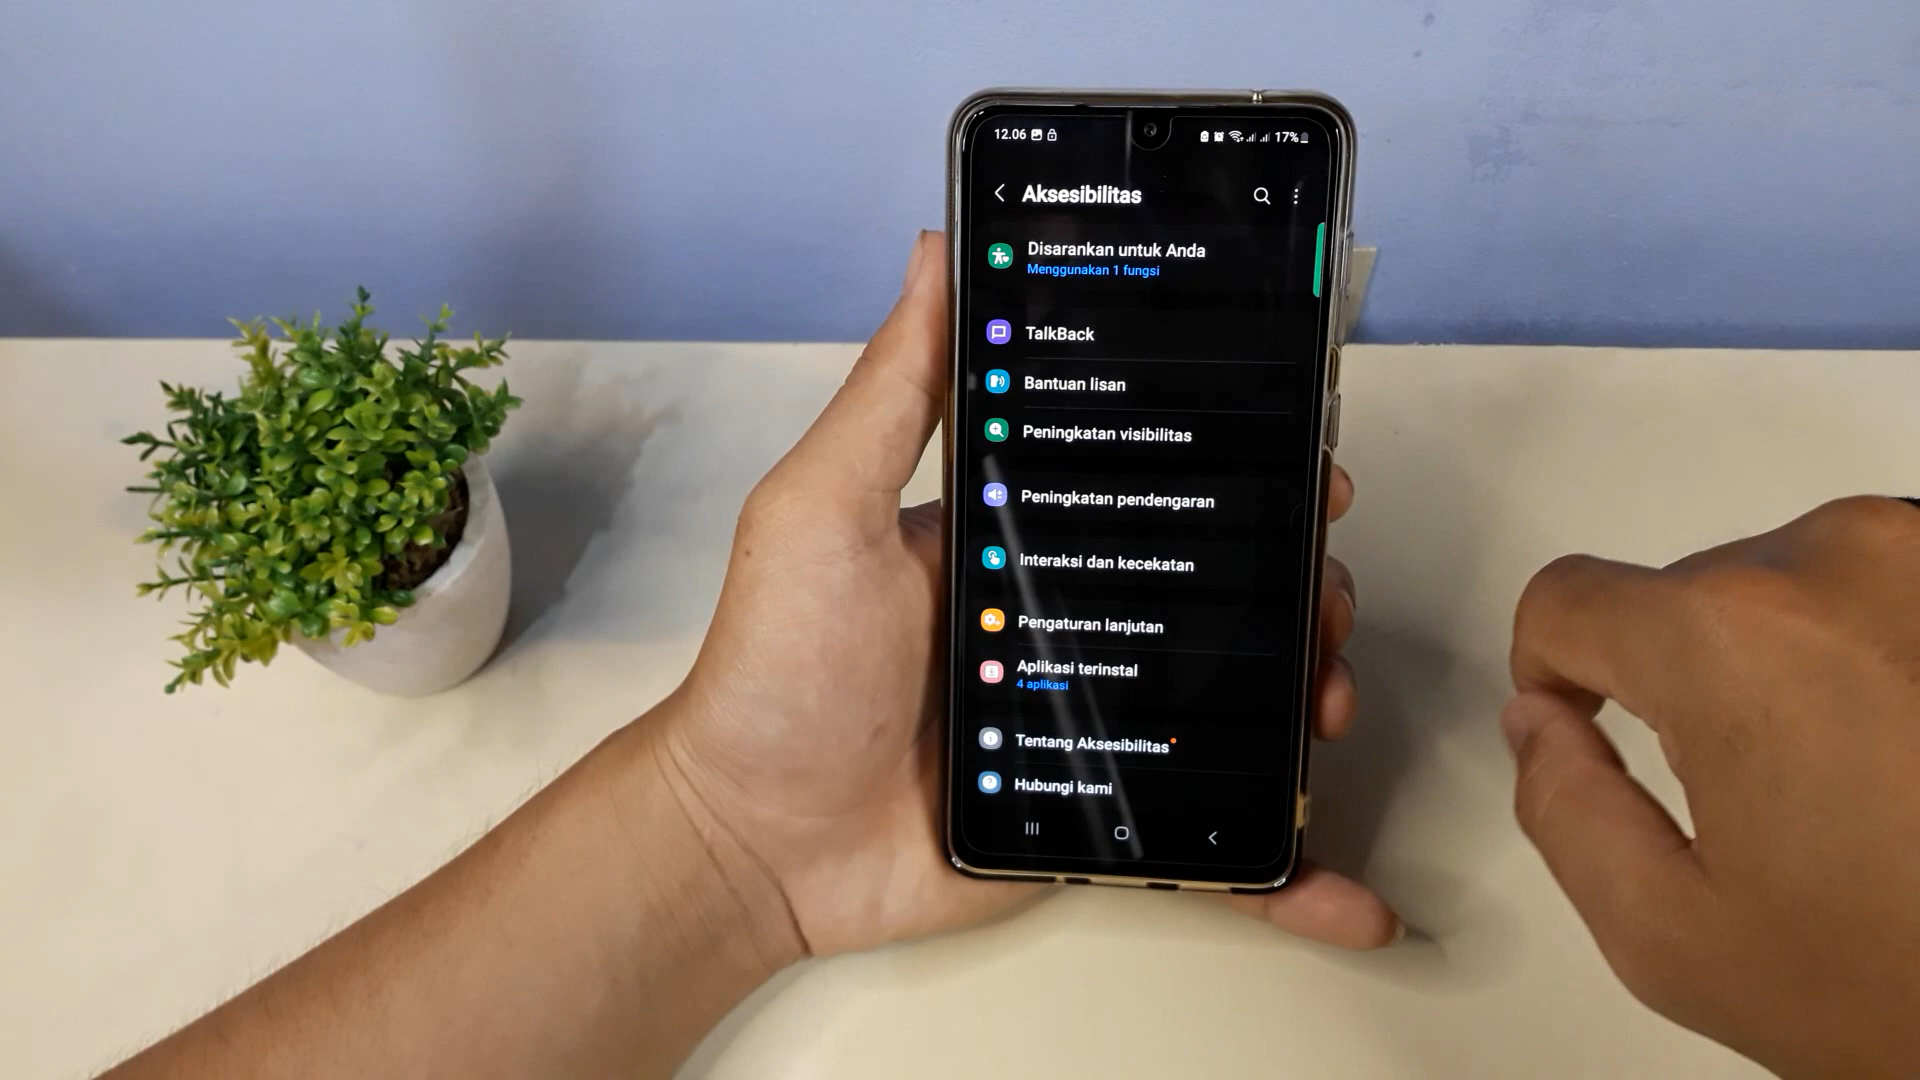 12.06
17%
Aksesibilitas
Disarankan untuk Anda
Menggunakan 1 fungsi
TalkBack
Bantuan lisan
Peningkatan visibilitas
Peningkatan pendengaran
Interaksi dan kecekatan
Pengaturan lanjutan
Aplikasi terinstal
4 aplikasi
Tentang Aksesibilitas
Hubungi kami